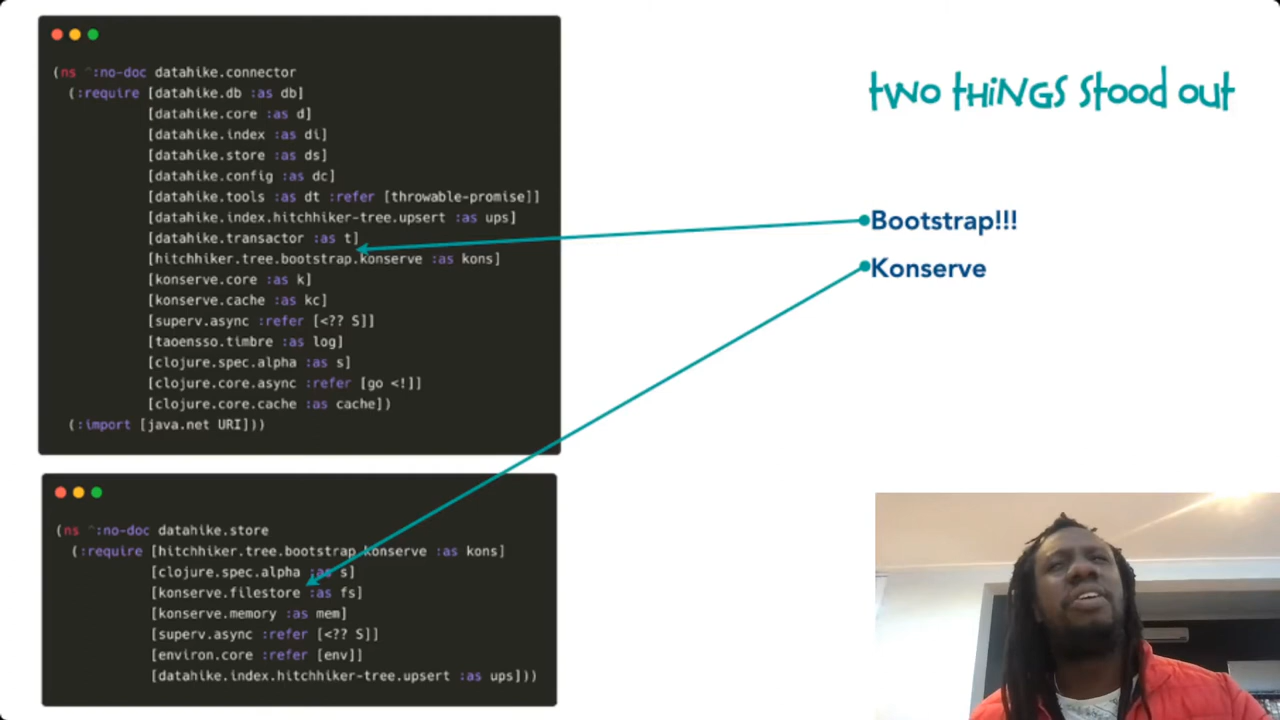 two things stood out
(ns ^:no-doc datahike.connector
(:require [datahike.db :as db]
[datahike.core :as d]
[datahike.index :as di]
[datahike.store :as ds]
[datahike.config :as dc]
[datahike.tools :as dt :refer [throwable-promise]]
[datahike.index.hitchhiker-tree.upsert :as ups]
[datahike.transactor :as t]
[hitchhiker.tree.bootstrap.konserve :as kons]
[konserve.core :as k]
[konserve.cache :as kc]
[superv.async :refer [<?? S]]
[taoensso.timbre :as log]
[clojure.spec.alpha :as s]
[clojure.core.async :refer [go <!]]
[clojure.core.cache :as cache])
(:import [java.net URI]))
Bootstrap!!!
Konserve
(ns ^:no-doc datahike.store
(:require [hitchhiker.tree.bootstrap.konserve :as kons]
[clojure.spec.alpha :as s]
[konserve.filestore :as fs]
[konserve.memory :as mem]
[superv.async :refer [<?? S]]
[environ.core :refer [env]]
[datahike.index.hitchhiker-tree.upsert :as ups]))